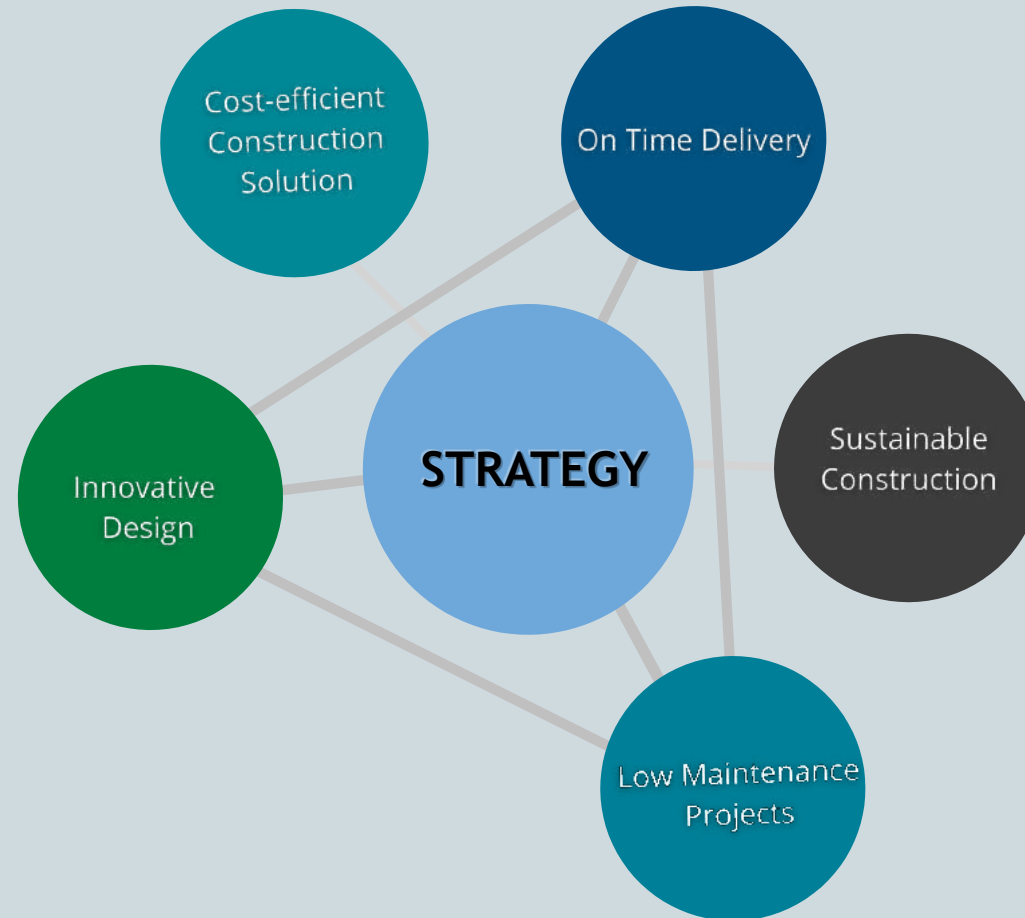 Cost-efficient
Construction
Solution
On Time Delivery
Innovative
Design
STRATEGY
Sustainable
Construction
Low Maintenance
Projects